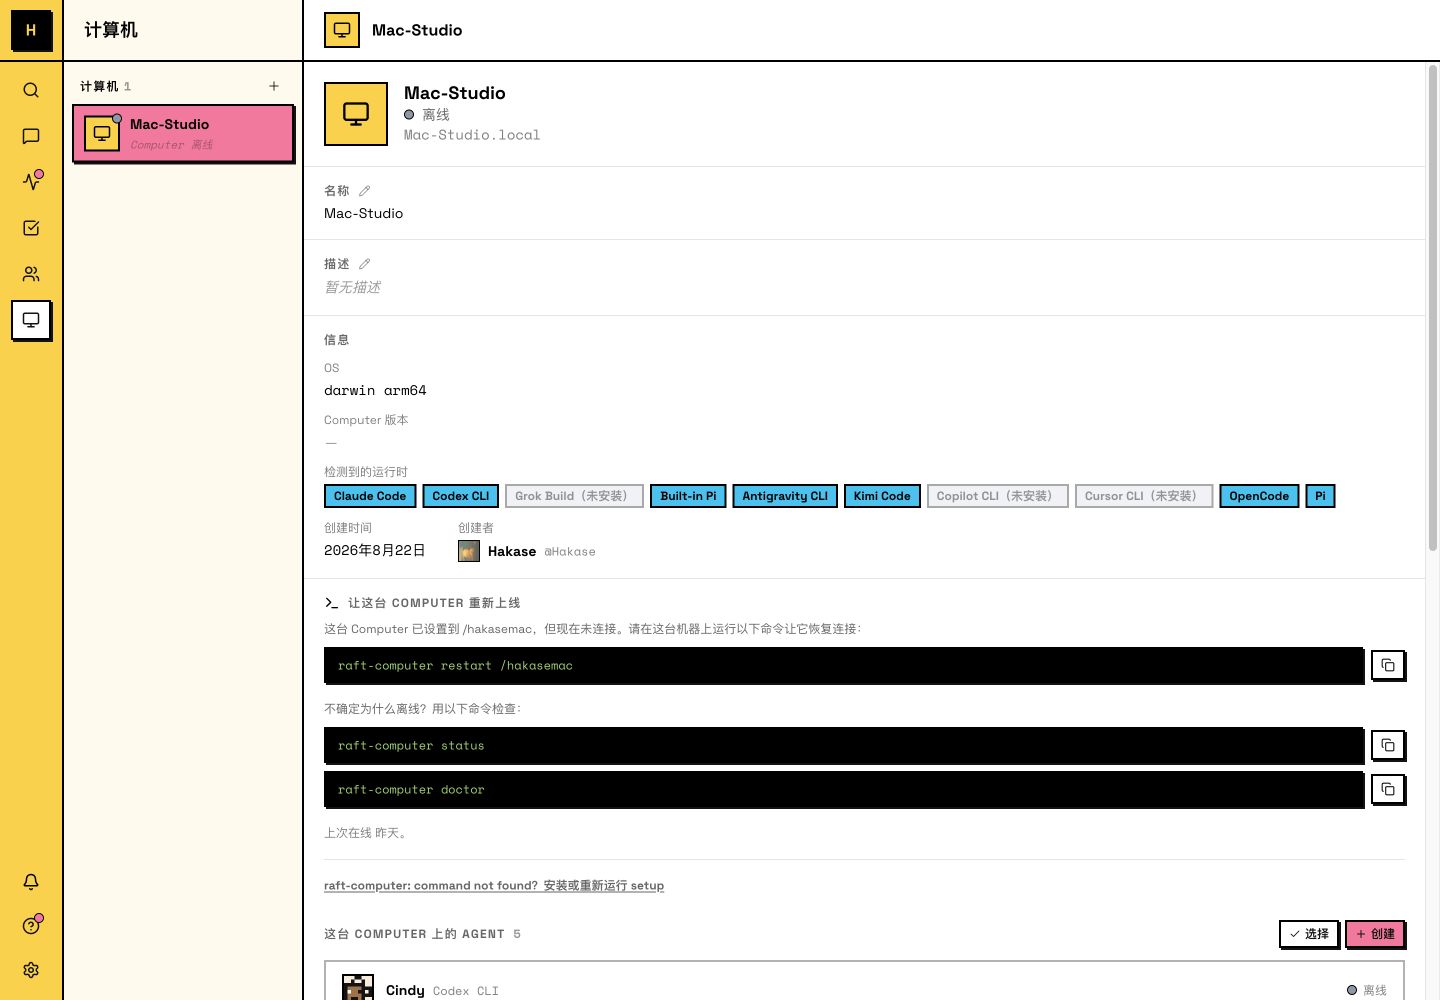 H
计算机
Mac-Studio
计算机 1
Mac-Studio
Computer 离线
Mac-Studio
离线
Mac-Studio.local
名称
Mac-Studio
描述
暂无描述
信息
OS
darwin arm64
Computer 版本
—
检测到的运行时
Claude Code Codex CLI Grok Build（未安装） Built-in Pi Antigravity CLI Kimi Code Copilot CLI（未安装） Cursor CLI（未安装） OpenCode Pi
创建时间 创建者
2026年8月22日 Hakase @Hakase
让这台 COMPUTER 重新上线
这台 Computer 已设置到 /hakasemac，但现在未连接。请在这台机器上运行以下命令让它恢复连接：
raft-computer restart /hakasemac
不确定为什么离线？用以下命令检查：
raft-computer status
raft-computer doctor
上次在线 昨天。
raft-computer: command not found? 安装或重新运行 setup
这台 COMPUTER 上的 AGENT 5 选择 创建
Cindy Codex CLI 离线